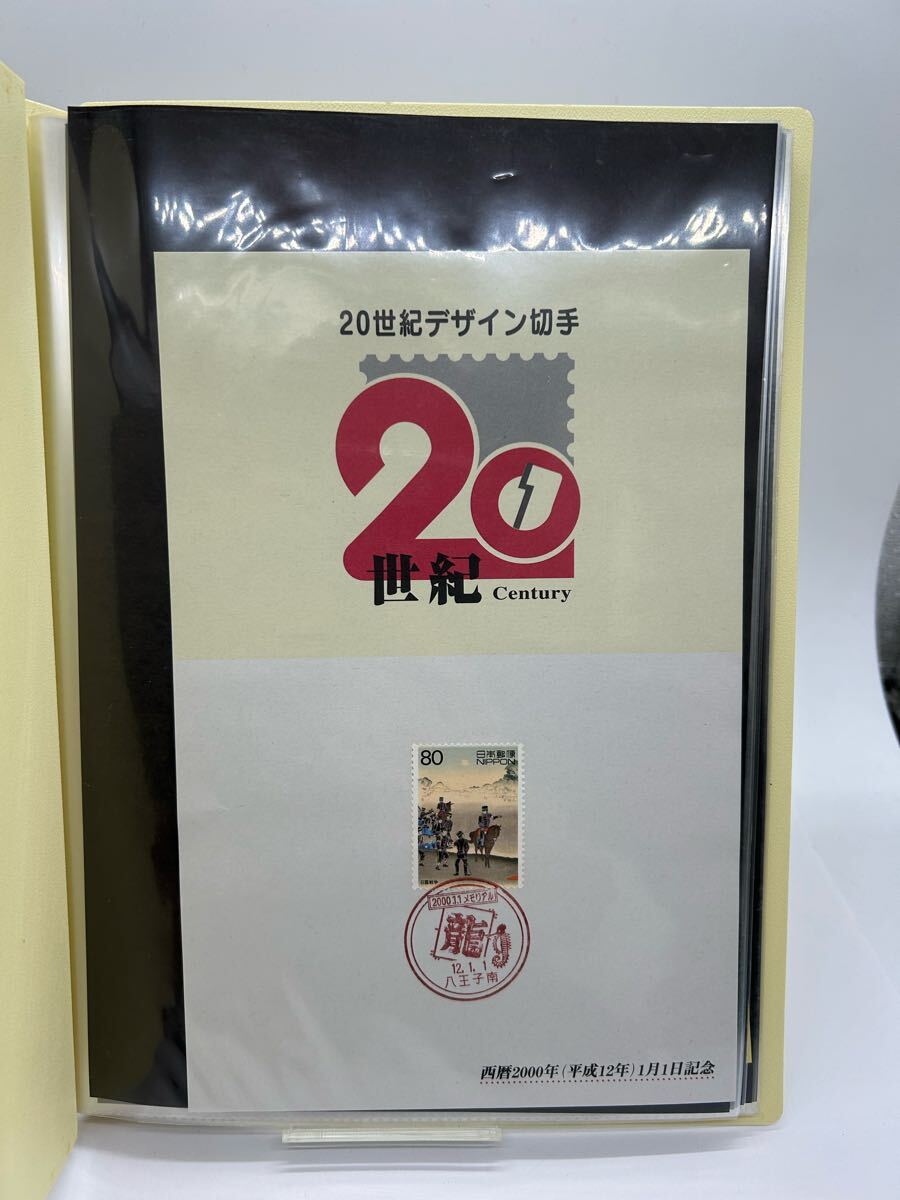 20世紀デザイン切手
20
世紀 Century
80 日本郵便
NIPPON
日露戦争
2000.1.1 メモリアル
龍
12.1.1
八王子南
西暦2000年(平成12年)1月1日記念